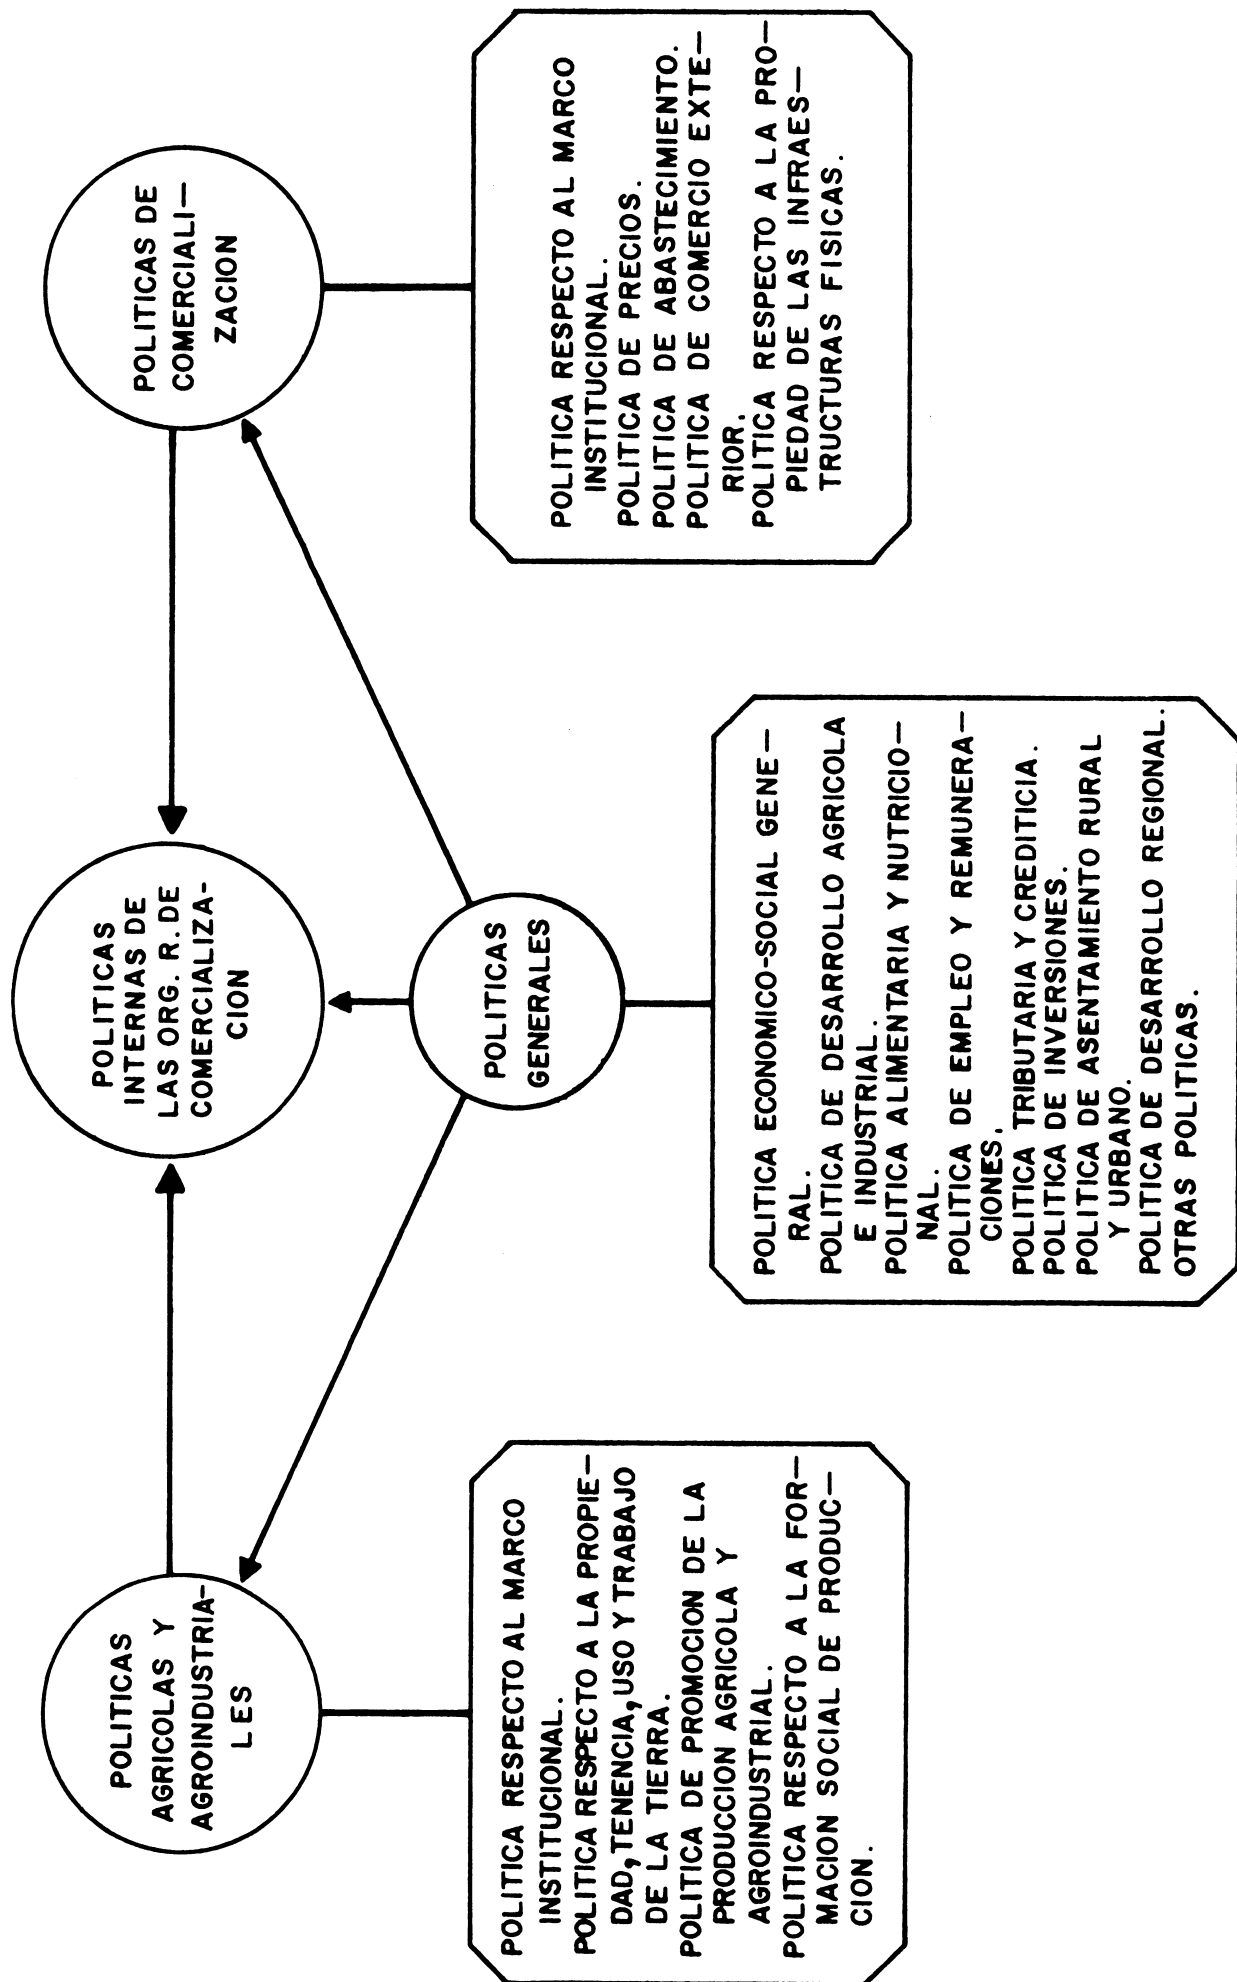 POLITICAS
AGRICOLAS Y
AGROINDUSTRIA-
LES
POLITICAS
INTERNAS DE
LAS ORG. R. DE
COMERCIALIZA-
CION
POLITICAS DE
COMERCIALI-
ZACION
POLITICAS
GENERALES
POLITICA RESPECTO AL MARCO
INSTITUCIONAL.
POLITICA RESPECTO A LA PROPIE-
DAD, TENENCIA, USO Y TRABAJO
DE LA TIERRA.
POLITICA DE PROMOCION DE LA
PRODUCCION AGRICOLA Y
AGROINDUSTRIAL.
POLITICA RESPECTO A LA FOR-
MACION SOCIAL DE PRODUC-
CION.
POLITICA ECONOMICO-SOCIAL GENE-
RAL.
POLITICA DE DESARROLLO AGRICOLA
E INDUSTRIAL.
POLITICA ALIMENTARIA Y NUTRICIO-
NAL.
POLITICA DE EMPLEO Y REMUNERA-
CIONES.
POLITICA TRIBUTARIA Y CREDITICIA.
POLITICA DE INVERSIONES.
POLITICA DE ASENTAMIENTO RURAL
Y URBANO.
POLITICA DE DESARROLLO REGIONAL.
OTRAS POLITICAS.
POLITICA RESPECTO AL MARCO
INSTITUCIONAL.
POLITICA DE PRECIOS.
POLITICA DE ABASTECIMIENTO.
POLITICA DE COMERCIO EXTE-
RIOR.
POLITICA RESPECTO A LA PRO-
PIEDAD DE LAS INFRAES-
TRUCTURAS FISICAS.